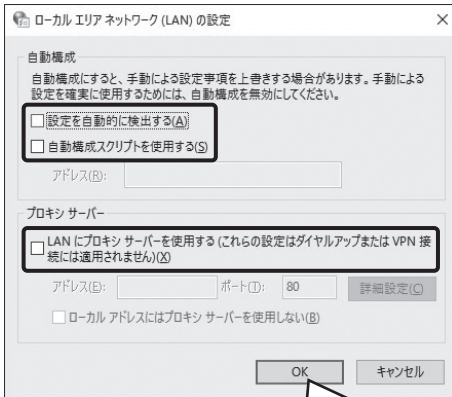 ローカル エリア ネットワーク (LAN) の設定
自動構成
自動構成にすると、手動による設定事項を上書きする場合があります。手動による
設定を確実に使用するためには、自動構成を無効にしてください。
設定を自動的に検出する(A)
自動構成スクリプトを使用する(S)
アドレス(R):
プロキシ サーバー
LAN にプロキシ サーバーを使用する (これらの設定はダイヤルアップまたは VPN 接
続には適用されません)(X)
アドレス(E): ポート(T): 80 詳細設定(C)
ローカル アドレスにはプロキシ サーバーを使用しない(B)
OK キャンセル